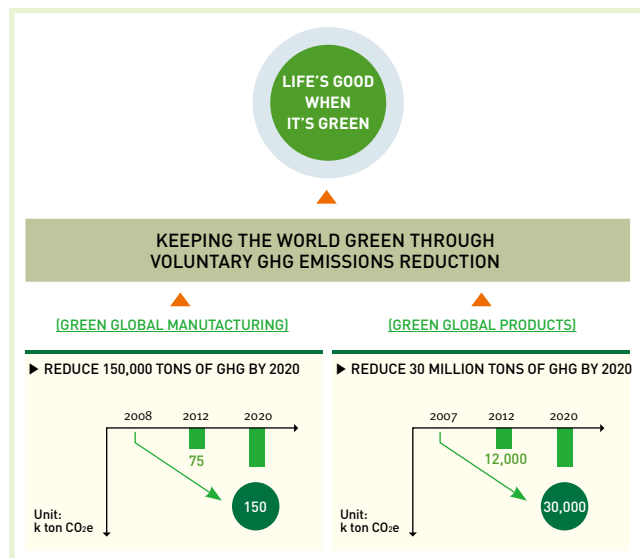 LIFE'S GOOD
WHEN
IT'S GREEN
KEEPING THE WORLD GREEN THROUGH
VOLUNTARY GHG EMISSIONS REDUCTION
(GREEN GLOBAL MANUTACTURING)
(GREEN GLOBAL PRODUCTS)
▶ REDUCE 150,000 TONS OF GHG BY 2020
2008 2012 2020
75
150
Unit:
k ton CO₂e
▶ REDUCE 30 MILLION TONS OF GHG BY 2020
2007 2012 2020
12,000
30,000
Unit:
k ton CO₂e